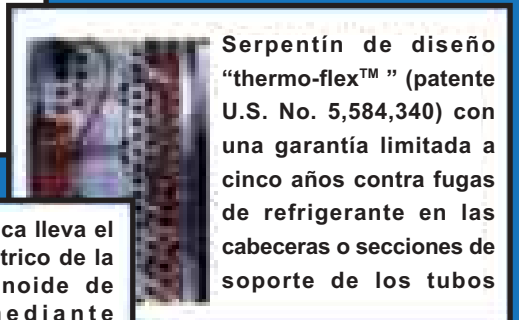 Serpentín de diseño
“thermo-flex™ ” (patente
U.S. No. 5,584,340) con
una garantía limitada a
cinco años contra fugas
de refrigerante en las
cabeceras o secciones de
soporte de los tubos
ca lleva el
trico de la
noide de
mediante